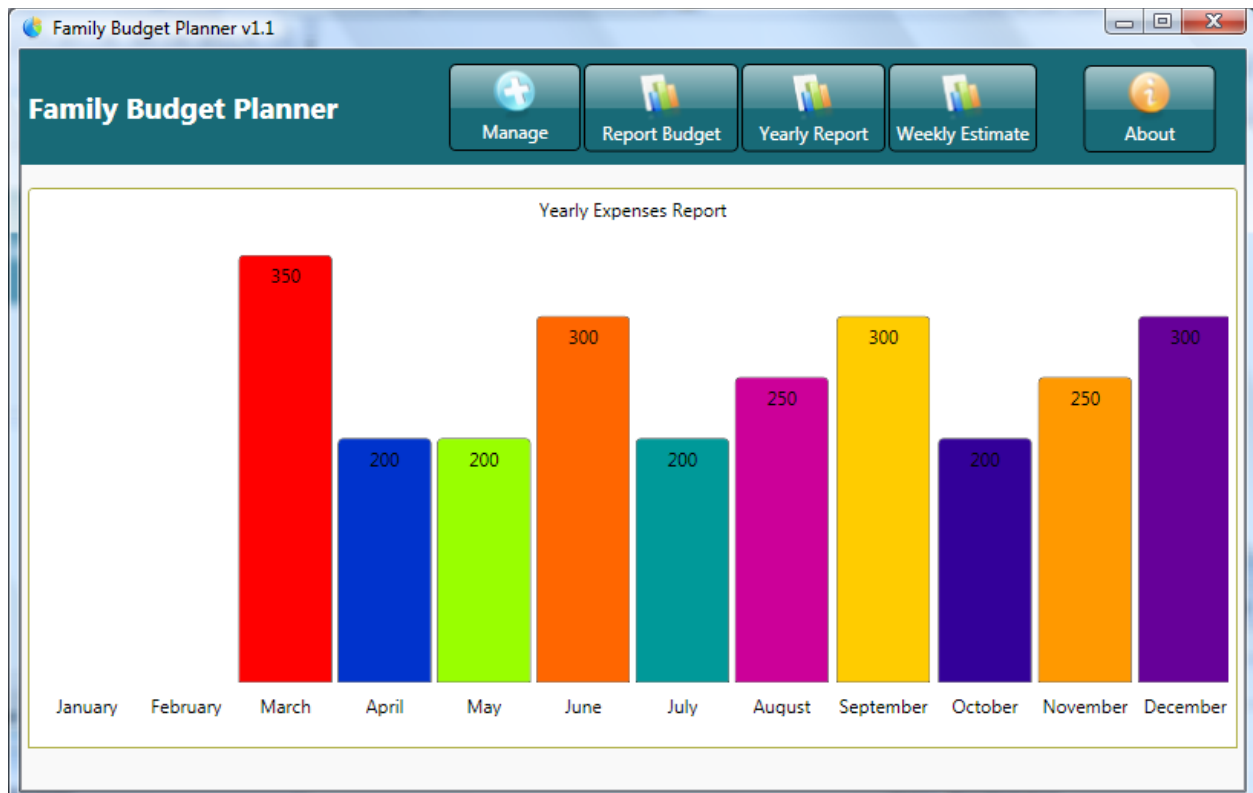 Family Budget Planner v1.1
Family Budget Planner
Manage
Report Budget
Yearly Report
Weekly Estimate
About
Yearly Expenses Report
350
200
200
300
200
250
300
200
250
300
January
February
March
April
May
June
July
August
September
October
November
December